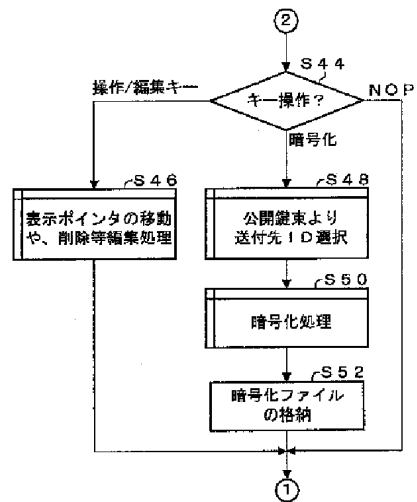 ②
S44
操作/編集キー
キー操作?
NOP
暗号化
S46
表示ポインタの移動
や、削除等編集処理
S48
公開鍵束より
送付先ID選択
S50
暗号化処理
S52
暗号化ファイル
の格納
①